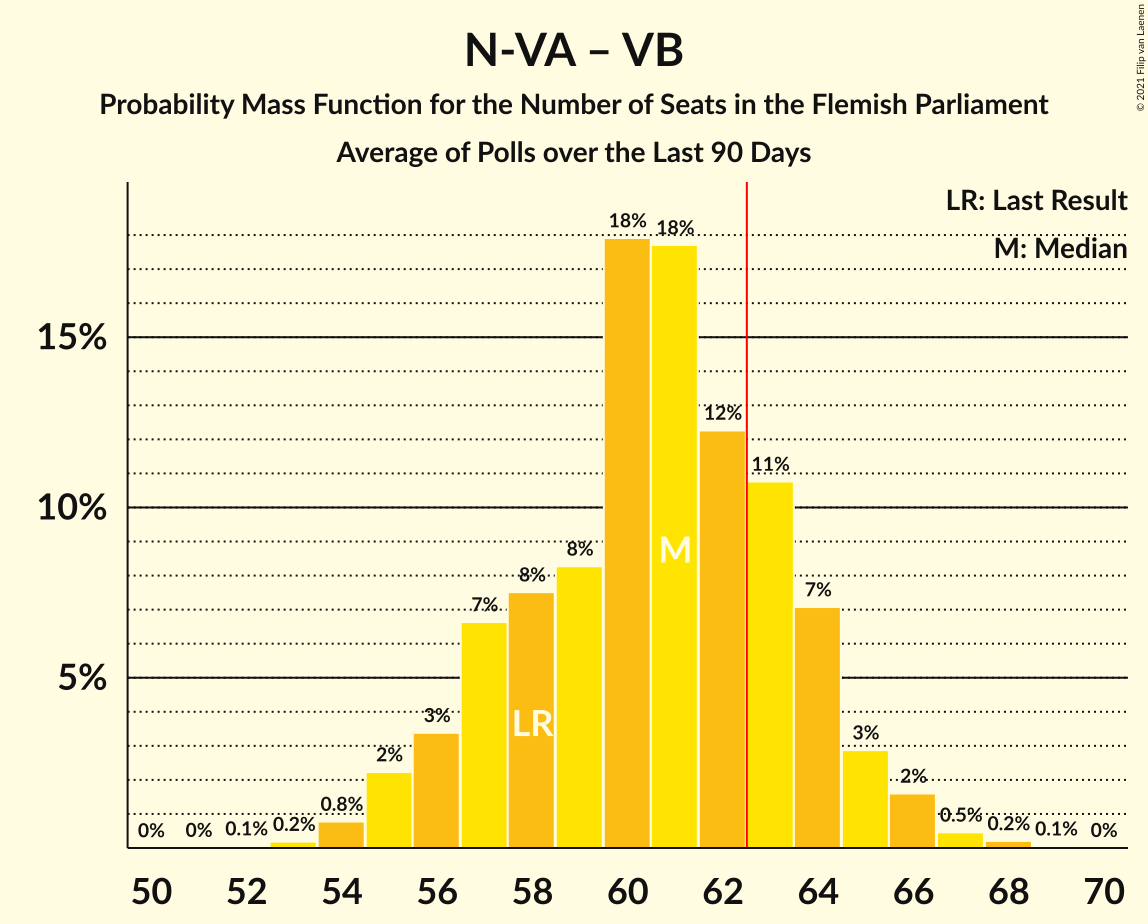 N-VA – VB
Probability Mass Function for the Number of Seats in the Flemish Parliament
Average of Polls over the Last 90 Days
© 2021 Filip van Laenen
LR: Last Result
M: Median
18%
18%
15%
12%
11%
10%
8%
8%
7%
7%
5%
3%
3%
2%
2%
0.8%
0.5%
0%
0%
0.1%
0.2%
0.2%
0.1%
0%
M
LR
50 52 54 56 58 60 62 64 66 68 70